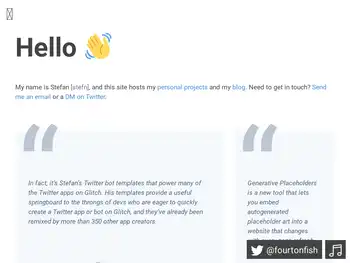 Hello 👋
My name is Stefan [ʃtɛfn], and this site hosts my personal projects and my blog. Need to get in touch? Send
me an email or a DM on Twitter.
“
In fact, it's Stefan's Twitter bot templates that power many of
the Twitter apps on Glitch. His templates provide a useful
springboard to the throngs of devs who are eager to quickly
create a Twitter app or bot on Glitch, and they've already been
remixed by more than 350 other app creators.
“
Generative Placeholders
is a new tool that lets
you embed
autogenerated
placeholder art into a
website that changes
@fourtonfish